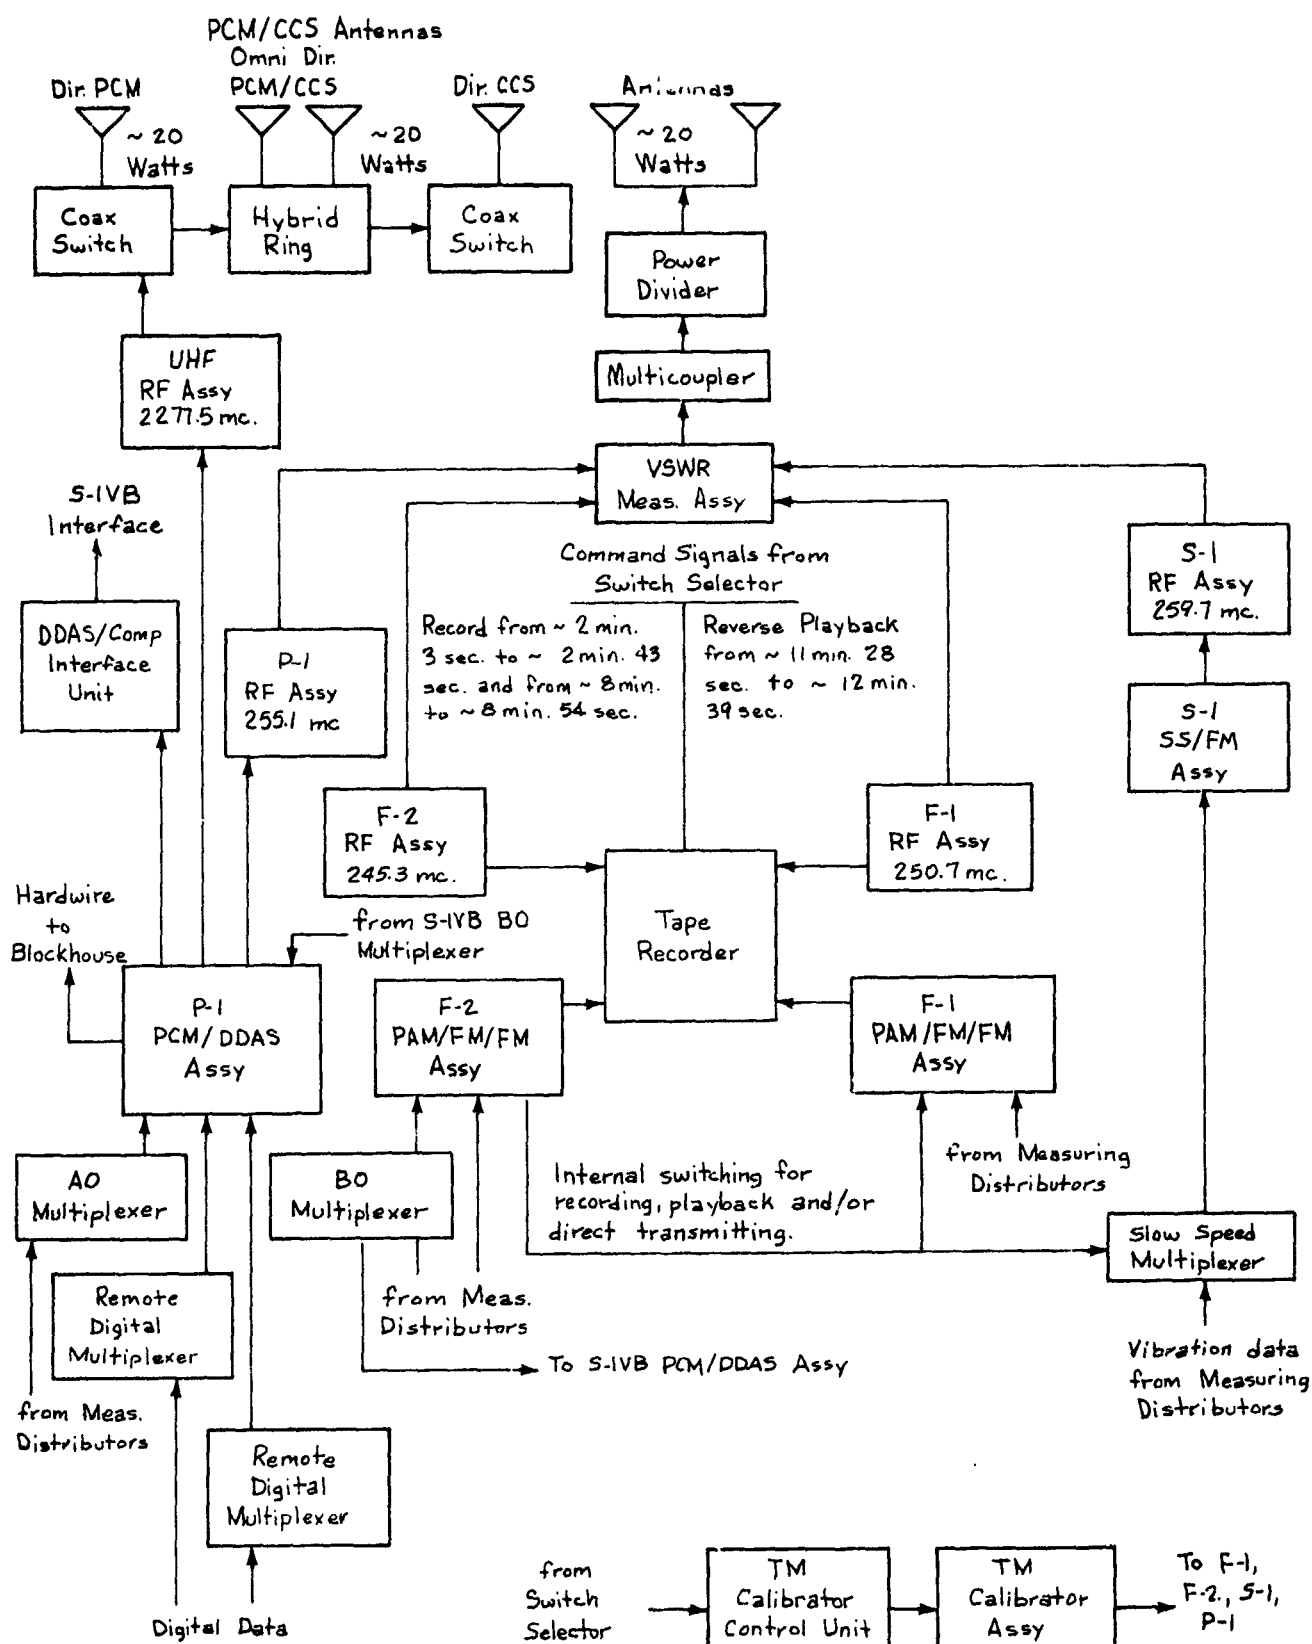 PCM/CCS Antennas
Omni Dir.
PCM/CCS
Dir. PCM
Dir. CCS
Antennas
~ 20
Watts
~ 20
Watts
~ 20
Watts
Coax
Switch
Hybrid
Ring
Coax
Switch
Power
Divider
UHF
RF Assy
2277.5 mc.
Multicoupler
VSWR
Meas. Assy
S-IVB
Interface
Command Signals from
Switch Selector
S-1
RF Assy
259.7 mc.
DDAS/Comp
Interface
Unit
P-1
RF Assy
255.1 mc
Record from ~ 2 min.
3 sec. to ~ 2 min. 43
sec. and from ~ 8 min.
to ~ 8 min. 54 sec.
Reverse Playback
from ~ 11 min. 28
sec. to ~ 12 min.
39 sec.
S-1
SS/FM
Assy
F-2
RF Assy
245.3 mc.
F-1
RF Assy
250.7 mc.
Hardwire
to
Blockhouse
from S-IVB BO
Multiplexer
Tape
Recorder
P-1
PCM/DDAS
Assy
F-2
PAM/FM/FM
Assy
F-1
PAM/FM/FM
Assy
AO
Multiplexer
BO
Multiplexer
Internal switching for
recording, playback and/or
direct transmitting.
from Measuring
Distributors
Slow Speed
Multiplexer
Remote
Digital
Multiplexer
from Meas.
Distributors
To S-IVB PCM/DDAS Assy
Vibration data
from Measuring
Distributors
from Meas.
Distributors
Remote
Digital
Multiplexer
Digital Data
from
Switch
Selector
TM
Calibrator
Control Unit
TM
Calibrator
Assy
To F-1,
F-2., S-1,
P-1